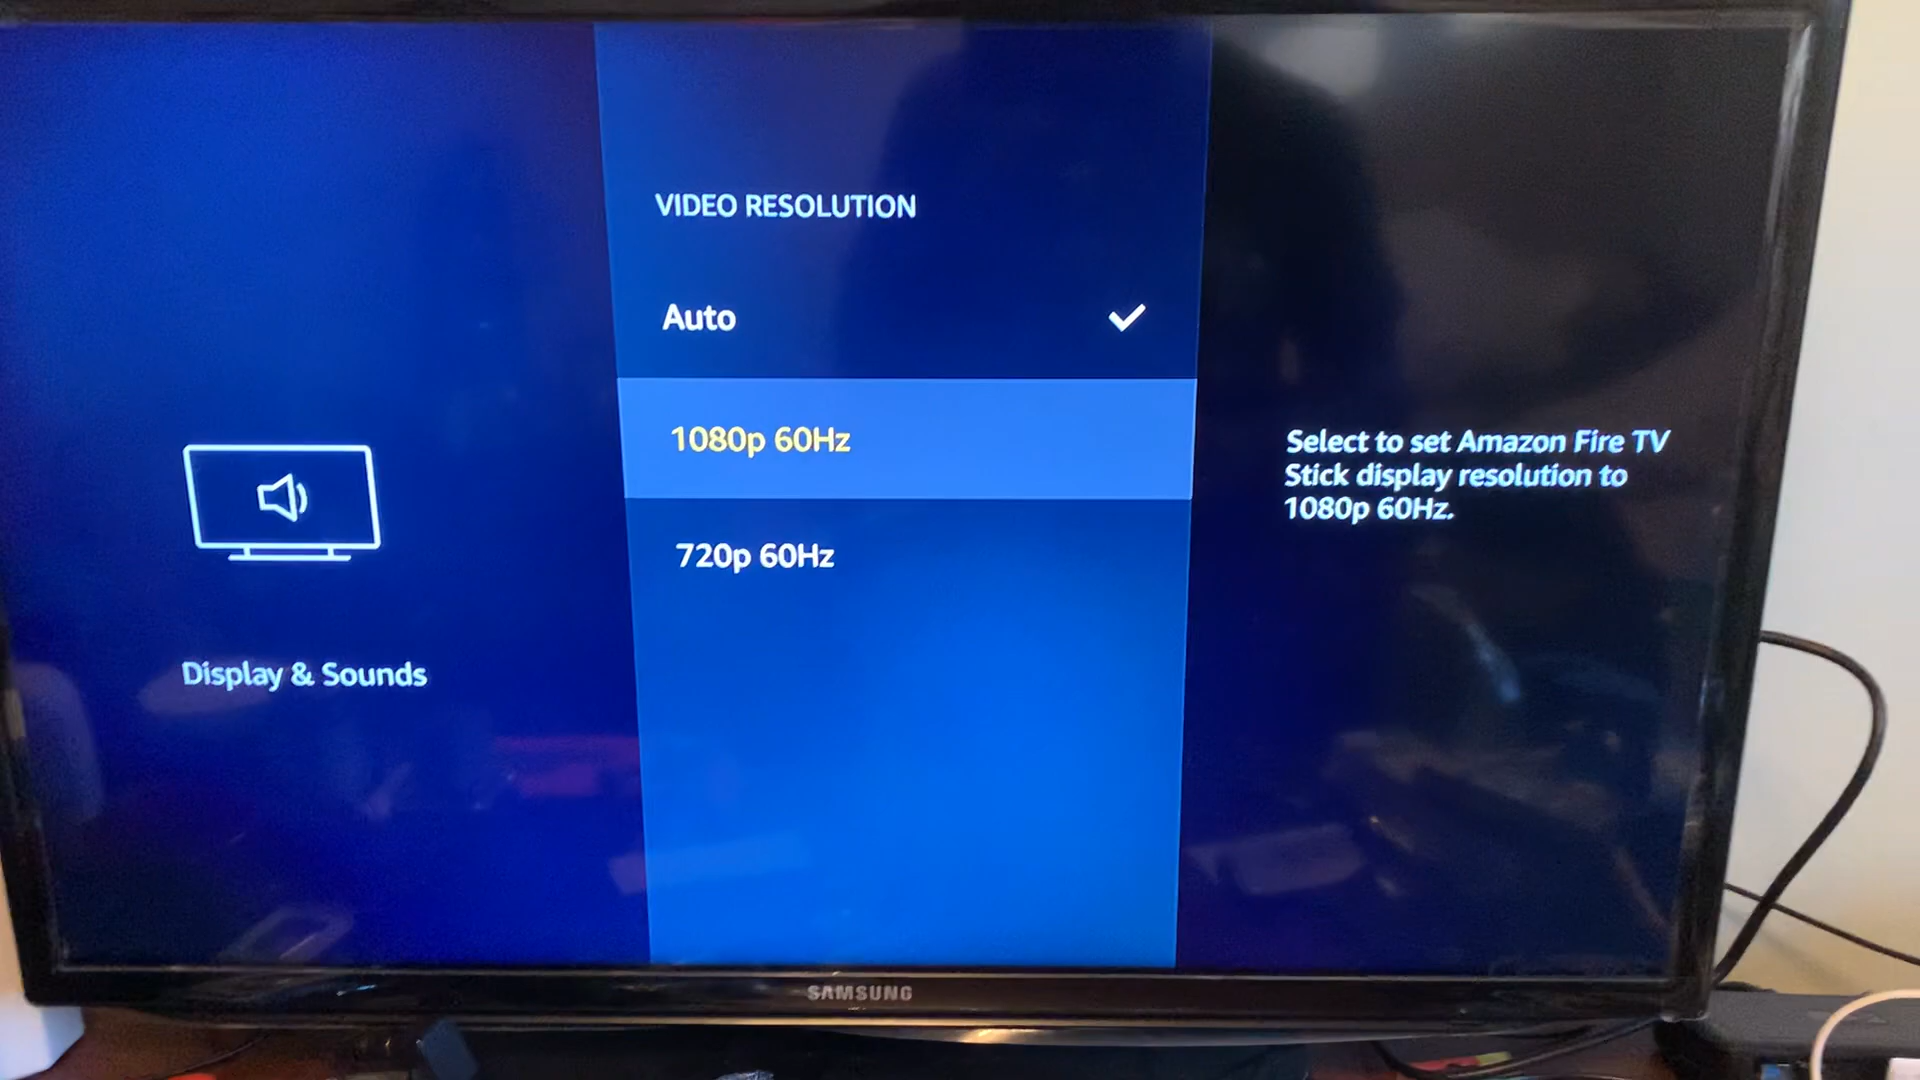 VIDEO RESOLUTION
Auto
1080p 60Hz
720p 60Hz
Display & Sounds
Select to set Amazon Fire TV
Stick display resolution to
1080p 60Hz.
SAMSUNG